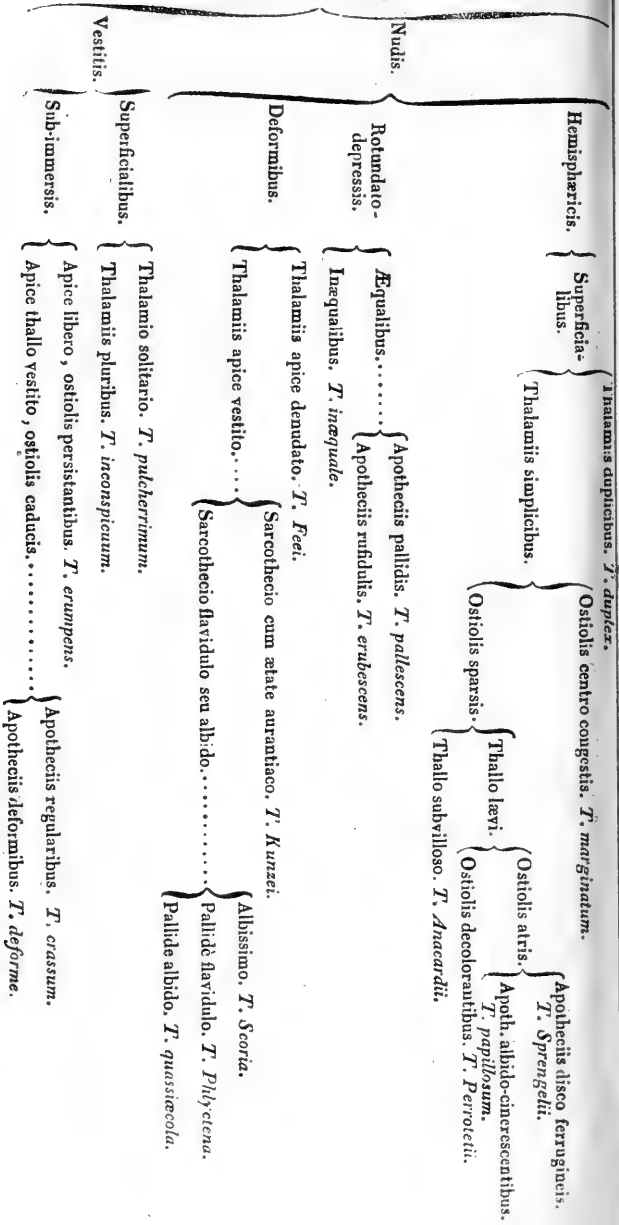 Nudis.
Hemisphæricis.
Superficia-
libus.
Thalamiis duplicibus. T. duplex.
Thalamiis simplicibus.
Ostiolis centro congestis. T. marginatum.
Ostiolis sparsis.
Thallo lævi.
Ostiolis atris.
Apotheciis disco ferrugineis.
T. Sprengelii.
Apoth. albido-cinerescentibus.
T. papillosum.
Ostiolis decolorantibus. T. Perrotetii.
Thallo subvilloso. T. Anacardii.
Rotundato-
depressis.
Æqualibus........
Apotheciis pallidis. T. pallescens.
Apotheciis rufidulis. T. erubescens.
Inæqualibus. T. inæquale.
Deformibus.
Thalamiis apice denudato. T. Feei.
Thalamiis apice vestito.....
Sarcothecio cum ætate aurantiaco. T. Kunzei.
Sarcothecio flavidulo seu albido............
Albissimo. T. Scoria.
Pallidè flavidulo. T. Phlyctena.
Pallide albido. T. quassiæcola.
Vestitis.
Superficialibus.
Thalamio solitario. T. pulcherrimum.
Thalamiis pluribus. T. inconspicuum.
Sub-immersis.
Apice libero, ostiolis persistantibus. T. erumpens.
Apice thallo vestito, ostiolis caducis..............
Apotheciis regularibus. T. crassum.
Apotheciis deformibus. T. deforme.